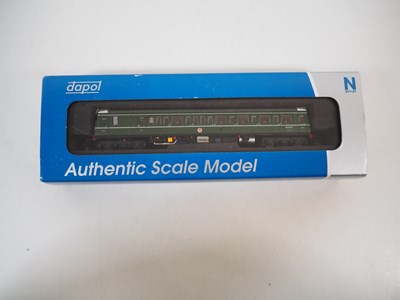 dapol
N
Authentic Scale Model